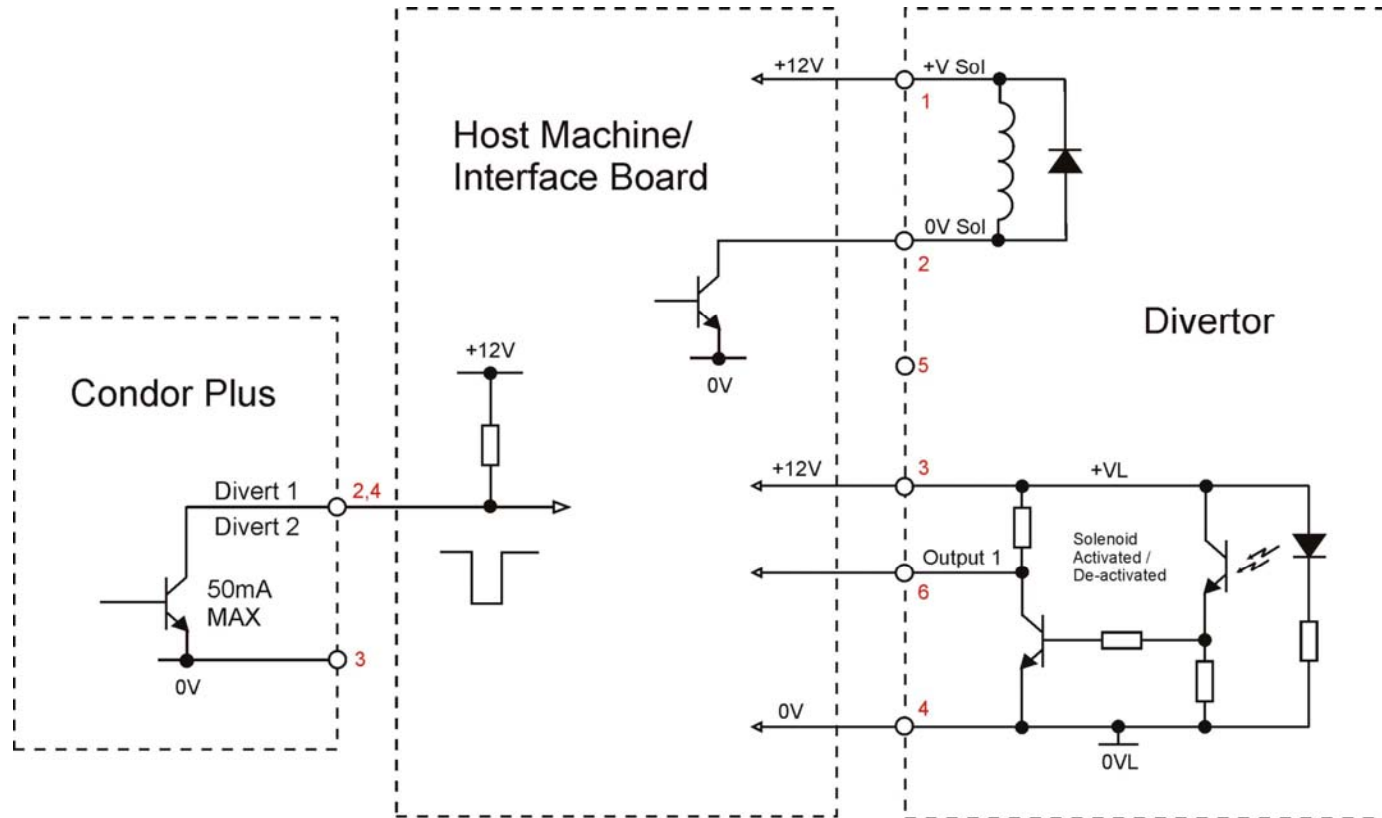 Condor Plus
Divert 1
Divert 2
2,4
50mA
MAX
0V
3
Host Machine/
Interface Board
+12V
+12V
0V
+12V
0V
Divertor
+V Sol
1
0V Sol
2
5
3
+VL
Output 1
6
Solenoid
Activated /
De-activated
4
0VL